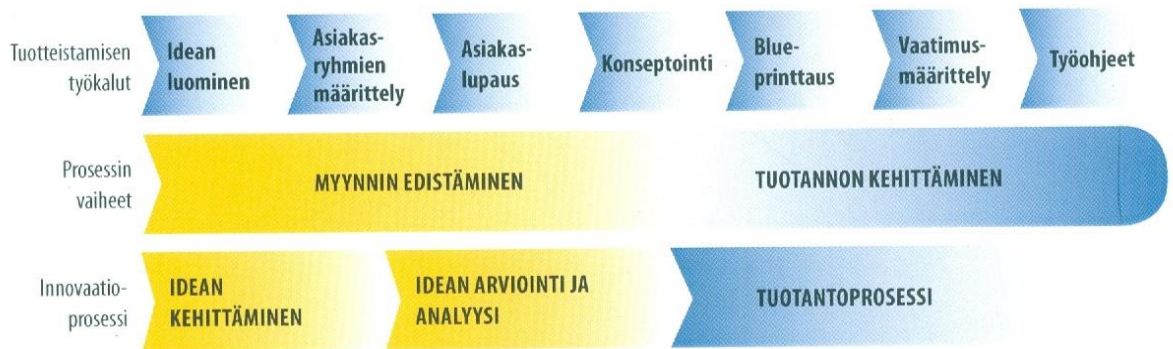 Tuotteistamisen
työkalut
Idean
luominen
Asiakas-
ryhmien
määrittely
Asiakas-
lupaus
Konseptointi
Blue-
printtaus
Vaatimus-
määrittely
Työohjeet
Prosessin
vaiheet
MYYNNIN EDISTÄMINEN
TUOTANNON KEHITTÄMINEN
Innovaatio-
prosessi
IDEAN
KEHITTÄMINEN
IDEAN ARVIOINTI JA
ANALYYSI
TUOTANTOPROSESSI